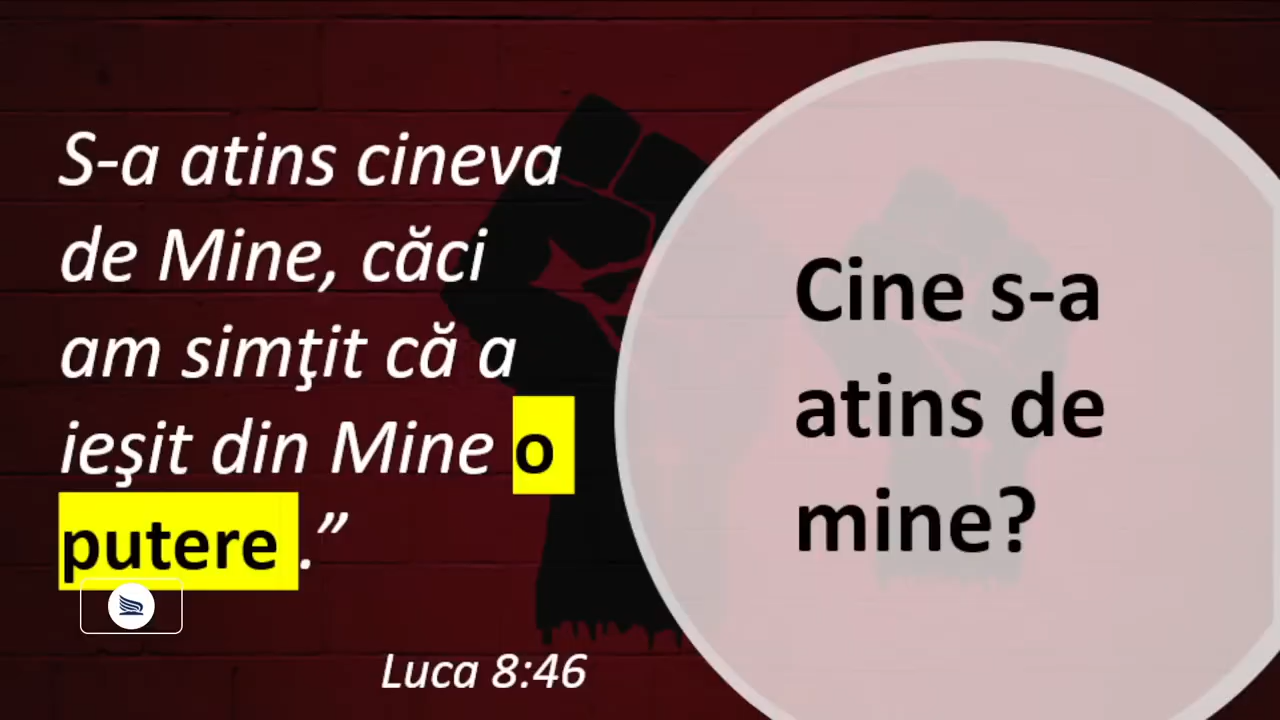 S-a atins cineva
de Mine, căci
am simţit că a
ieşit din Mine o
putere .”
Luca 8:46
Cine s-a
atins de
mine?